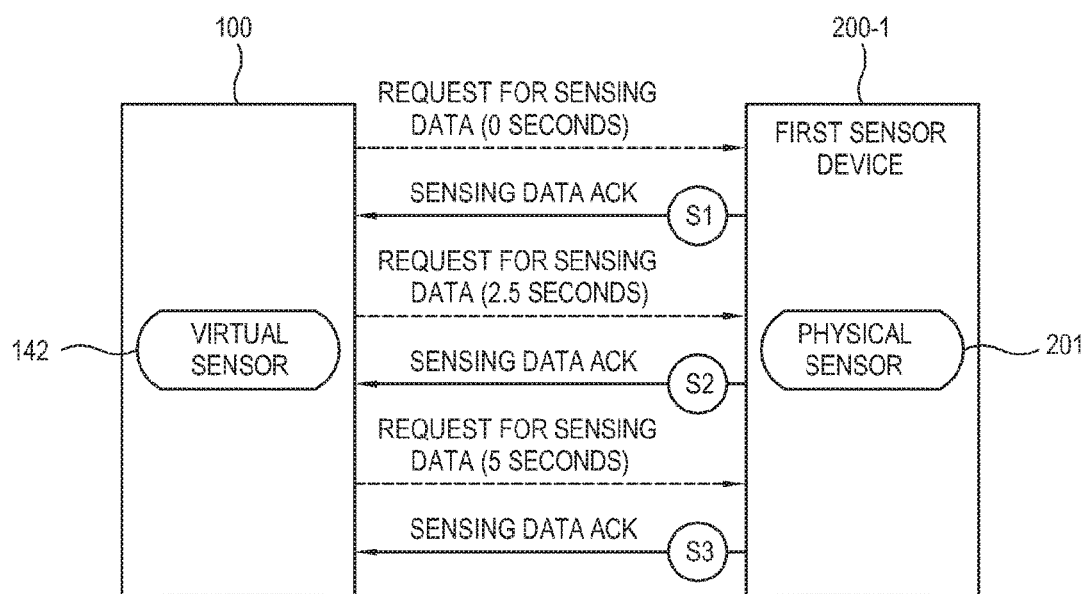 100
200-1
REQUEST FOR SENSING
DATA (0 SECONDS)
FIRST SENSOR
DEVICE
SENSING DATA ACK
S1
REQUEST FOR SENSING
DATA (2.5 SECONDS)
142
VIRTUAL
SENSOR
PHYSICAL
SENSOR
201
SENSING DATA ACK
S2
REQUEST FOR SENSING
DATA (5 SECONDS)
SENSING DATA ACK
S3